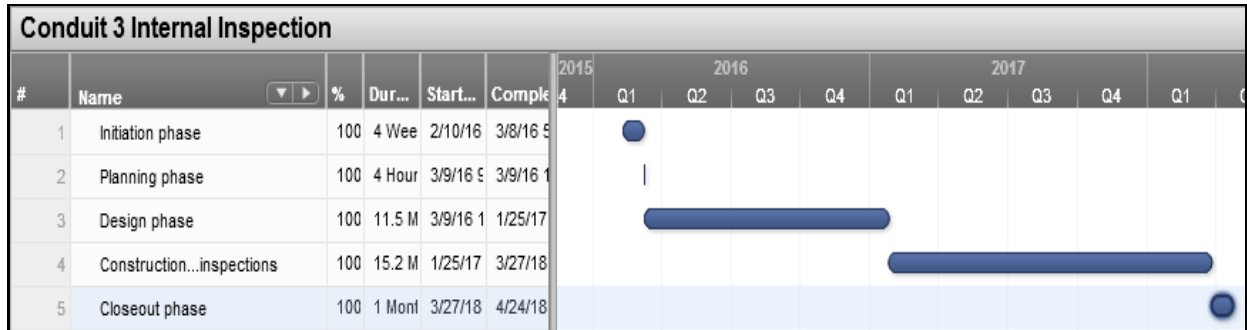 Conduit 3 Internal Inspection
2015 2016 2017
# Name % Dur... Start... Comple 4 Q1 Q2 Q3 Q4 Q1 Q2 Q3 Q4 Q1
1 Initiation phase 100 4 Wee 2/10/16 3/8/16 5
2 Planning phase 100 4 Hour 3/9/16 9 3/9/16 1
3 Design phase 100 11.5 M 3/9/16 1 1/25/17
4 Construction...inspections 100 15.2 M 1/25/17 3/27/18
5 Closeout phase 100 1 Mont 3/27/18 4/24/18